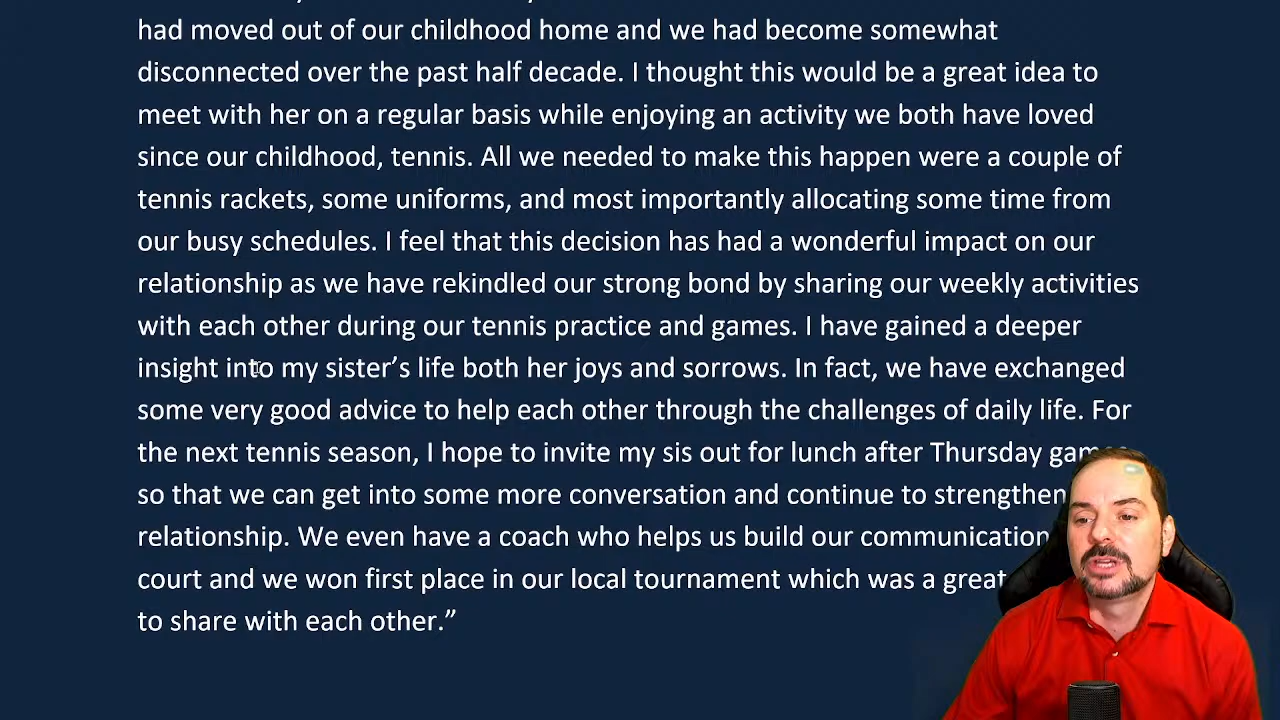 had moved out of our childhood home and we had become somewhat
disconnected over the past half decade. I thought this would be a great idea to
meet with her on a regular basis while enjoying an activity we both have loved
since our childhood, tennis. All we needed to make this happen were a couple of
tennis rackets, some uniforms, and most importantly allocating some time from
our busy schedules. I feel that this decision has had a wonderful impact on our
relationship as we have rekindled our strong bond by sharing our weekly activities
with each other during our tennis practice and games. I have gained a deeper
insight into my sister’s life both her joys and sorrows. In fact, we have exchanged
some very good advice to help each other through the challenges of daily life. For
the next tennis season, I hope to invite my sis out for lunch after Thursday
so that we can get into some more conversation and continue to strengthen
relationship. We even have a coach who helps us build our communication
court and we won first place in our local tournament which was a great
to share with each other.”